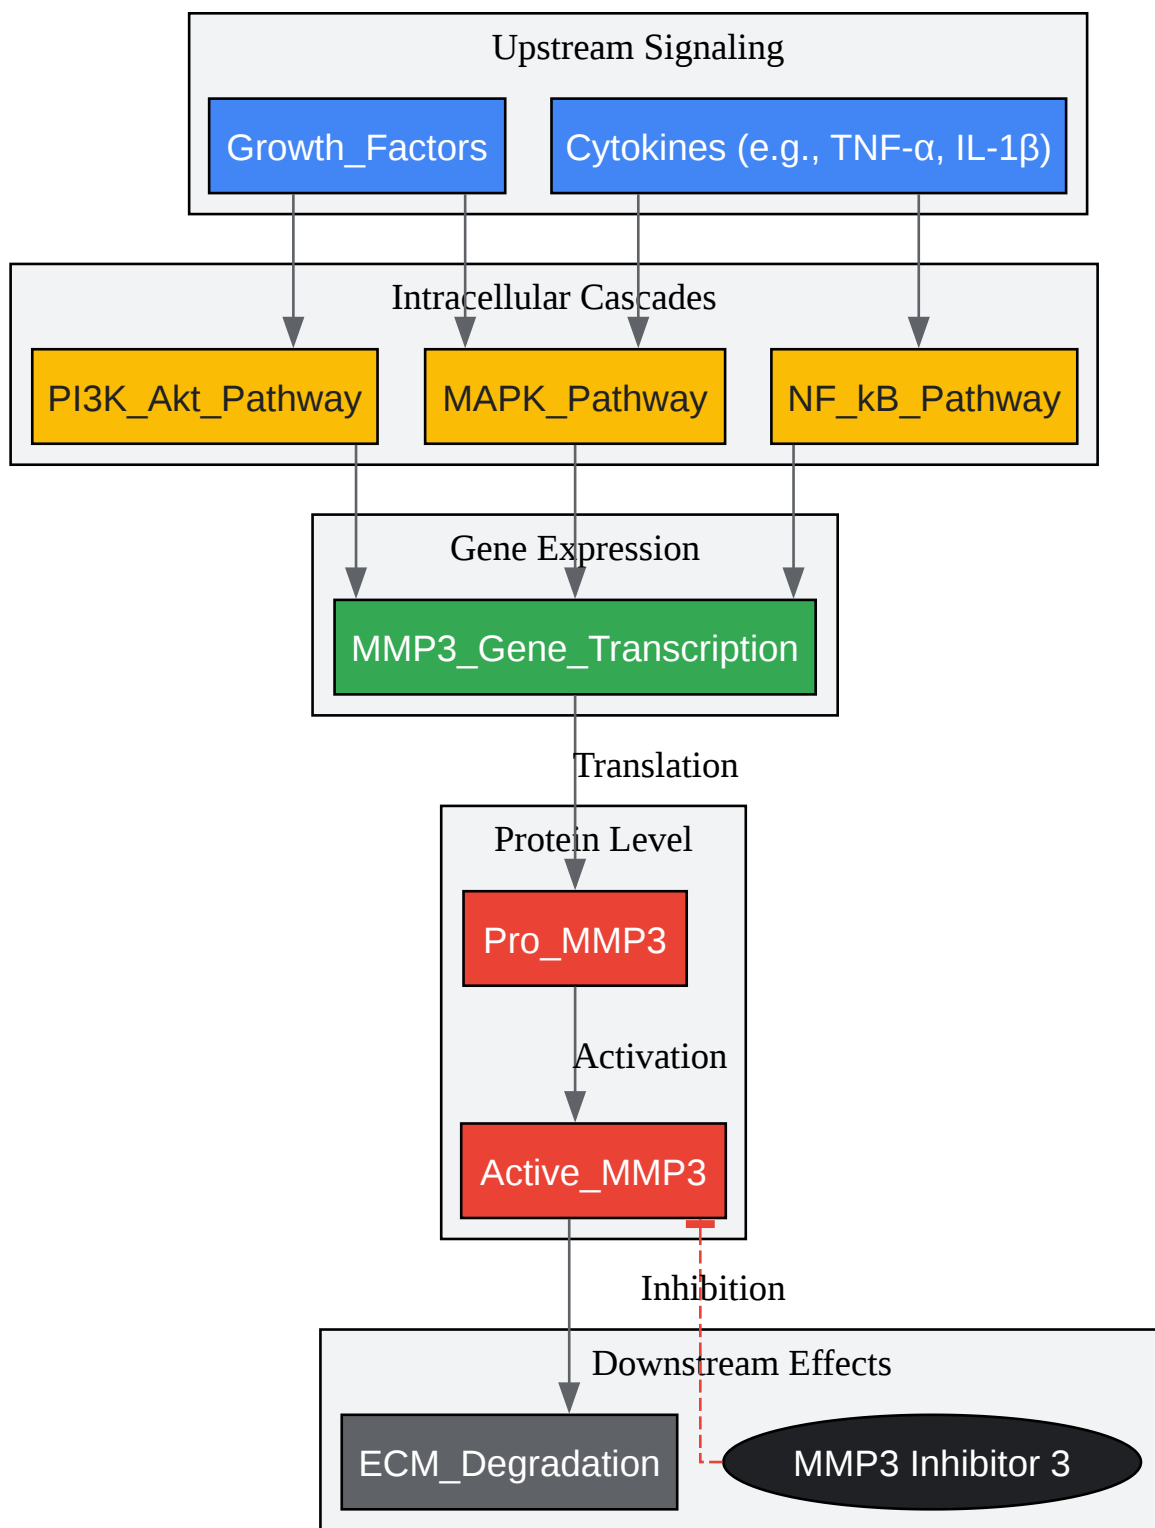 Upstream Signaling
Growth_Factors
Cytokines (e.g., TNF-α, IL-1β)
Intracellular Cascades
PI3K_Akt_Pathway
MAPK_Pathway
NF_kB_Pathway
Gene Expression
MMP3_Gene_Transcription
Translation
Protein Level
Pro_MMP3
Activation
Active_MMP3
Inhibition
Downstream Effects
ECM_Degradation
MMP3 Inhibitor 3